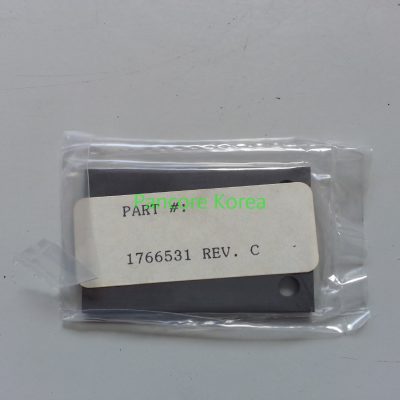 Pancore Korea
PART #:
1766531 REV. C